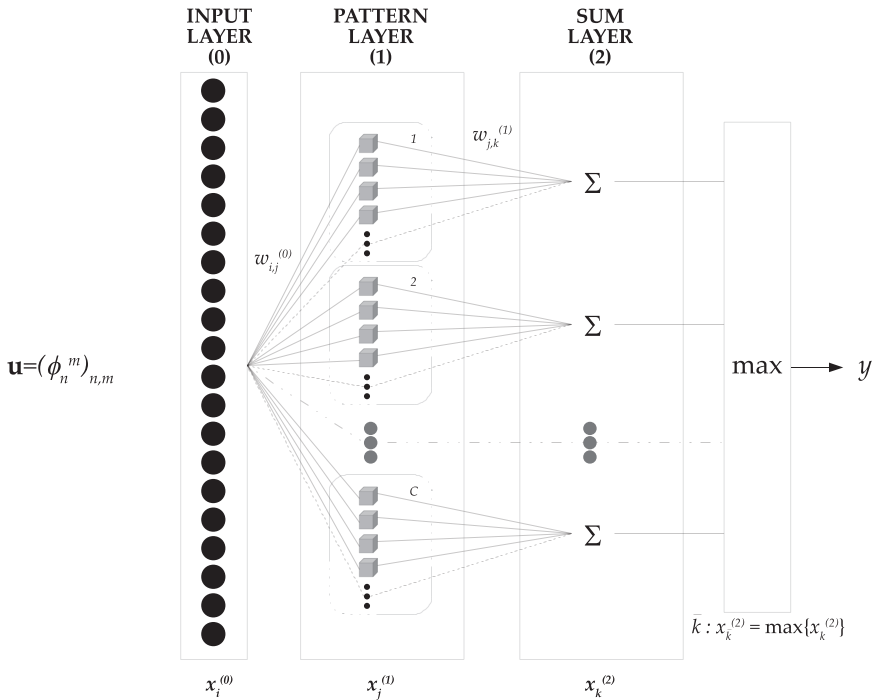 INPUT
LAYER
(0)
PATTERN
LAYER
(1)
SUM
LAYER
(2)
1
w_{j,k}^{(1)}
Σ
w_{i,j}^{(0)}
2
Σ
u=(ϕ_n^m)_{n,m}
max
y
C
Σ
k̄ : x_{k̄}^{(2)} = max{x_k^{(2)}}
x_i^{(0)}
x_j^{(1)}
x_k^{(2)}